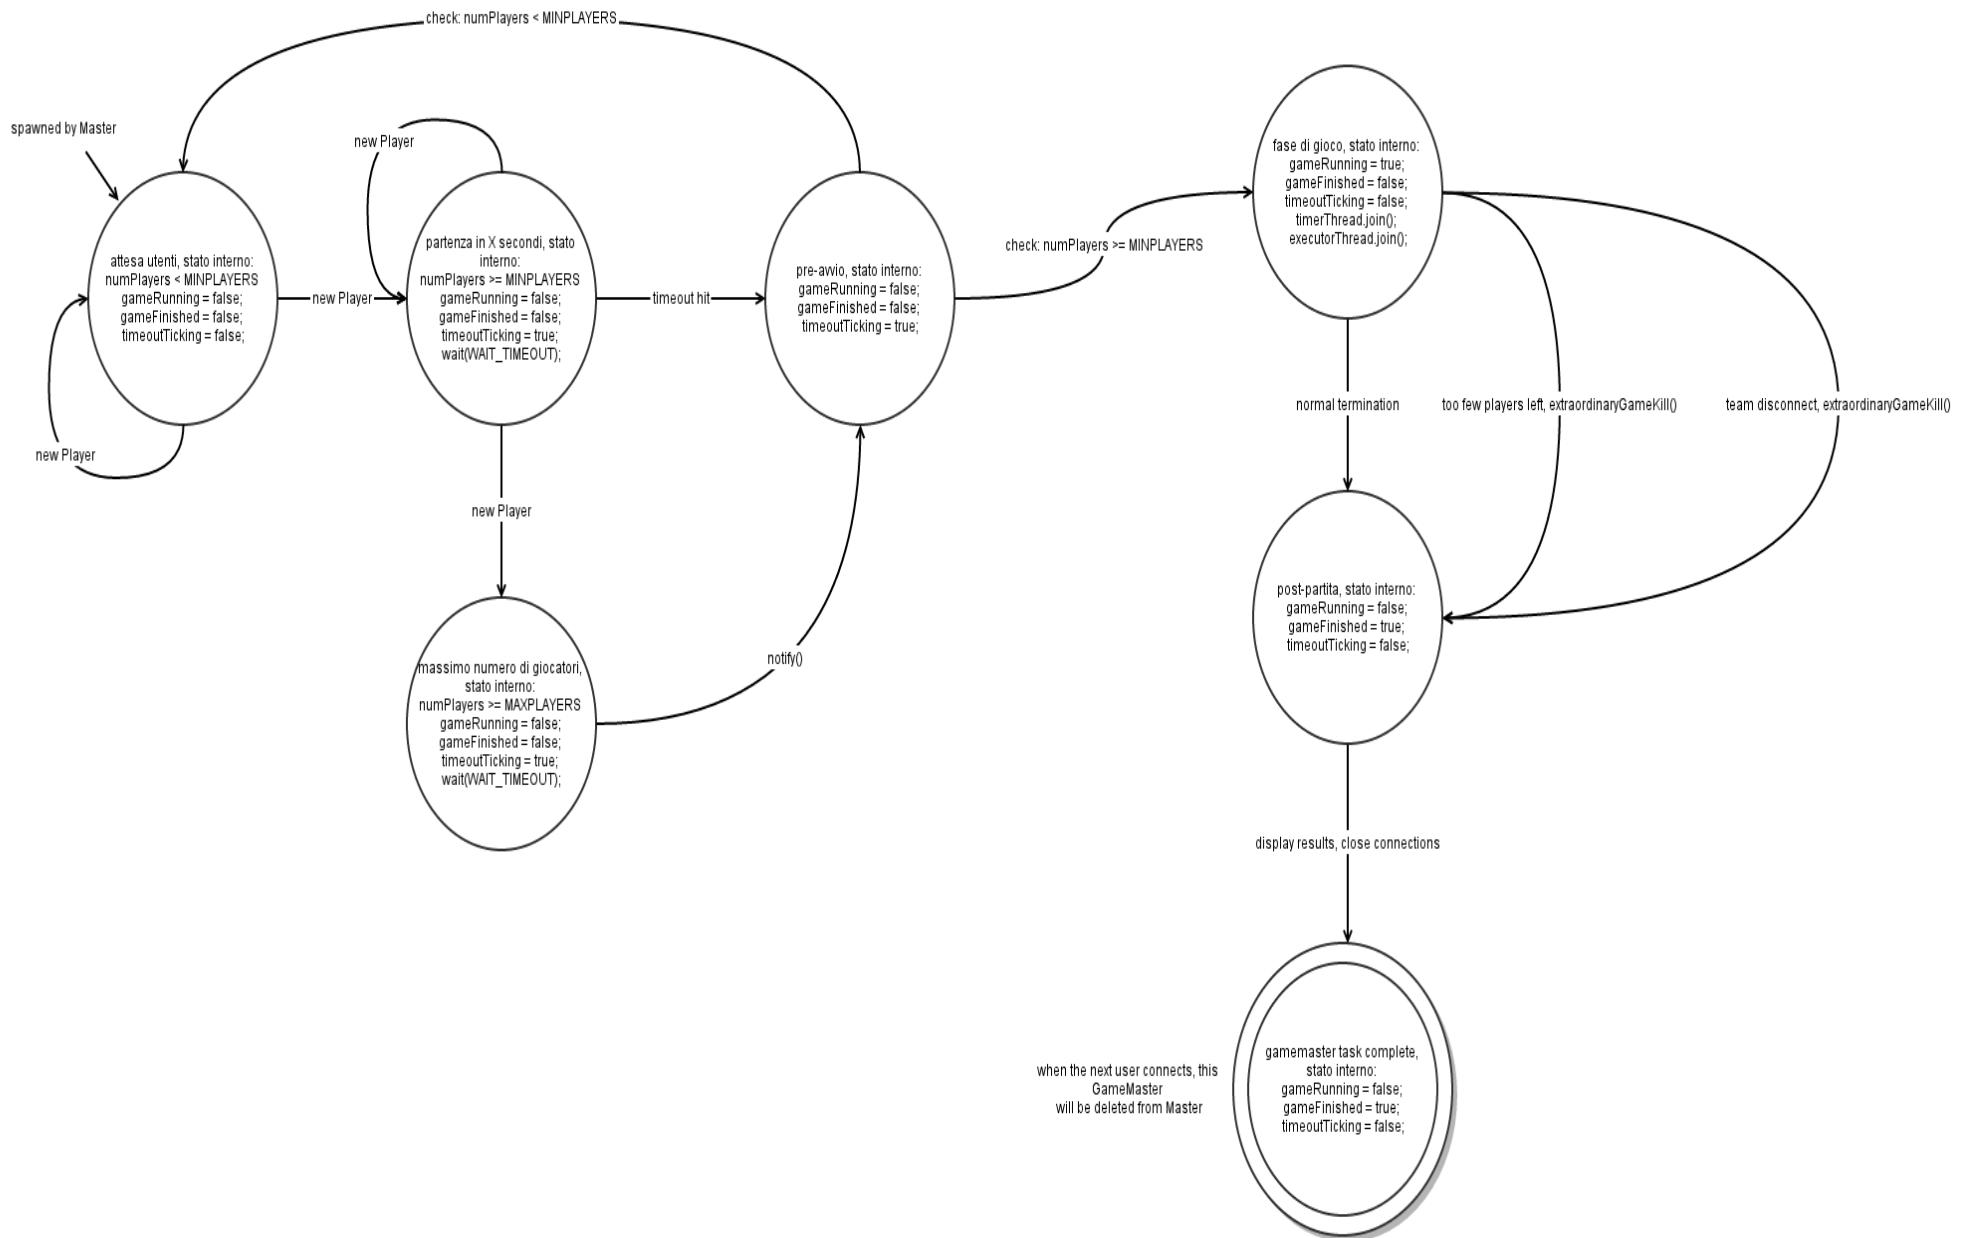 check: numPlayers < MINPLAYERS
spawned by Master
new Player
attesa utenti, stato interno:
numPlayers < MINPLAYERS
gameRunning = false;
gameFinished = false;
timeoutTicking = false;
new Player
new Player
partenza in X secondi, stato
interno:
numPlayers >= MINPLAYERS
gameRunning = false;
gameFinished = false;
timeoutTicking = true;
wait(WAIT_TIMEOUT);
timeout hit
pre-avvio, stato interno:
gameRunning = false;
gameFinished = false;
timeoutTicking = true;
new Player
massimo numero di giocatori,
stato interno:
numPlayers >= MAXPLAYERS
gameRunning = false;
gameFinished = false;
timeoutTicking = true;
wait(WAIT_TIMEOUT);
notify()
check: numPlayers >= MINPLAYERS
fase di gioco, stato interno:
gameRunning = true;
gameFinished = false;
timeoutTicking = false;
timerThread.join();
executorThread.join();
normal termination
too few players left, extraordinaryGameKill()
team disconnect, extraordinaryGameKill()
post-partita, stato interno:
gameRunning = false;
gameFinished = true;
timeoutTicking = false;
display results, close connections
when the next user connects, this
GameMaster
will be deleted from Master
gamemaster task complete,
stato interno:
gameRunning = false;
gameFinished = true;
timeoutTicking = false;